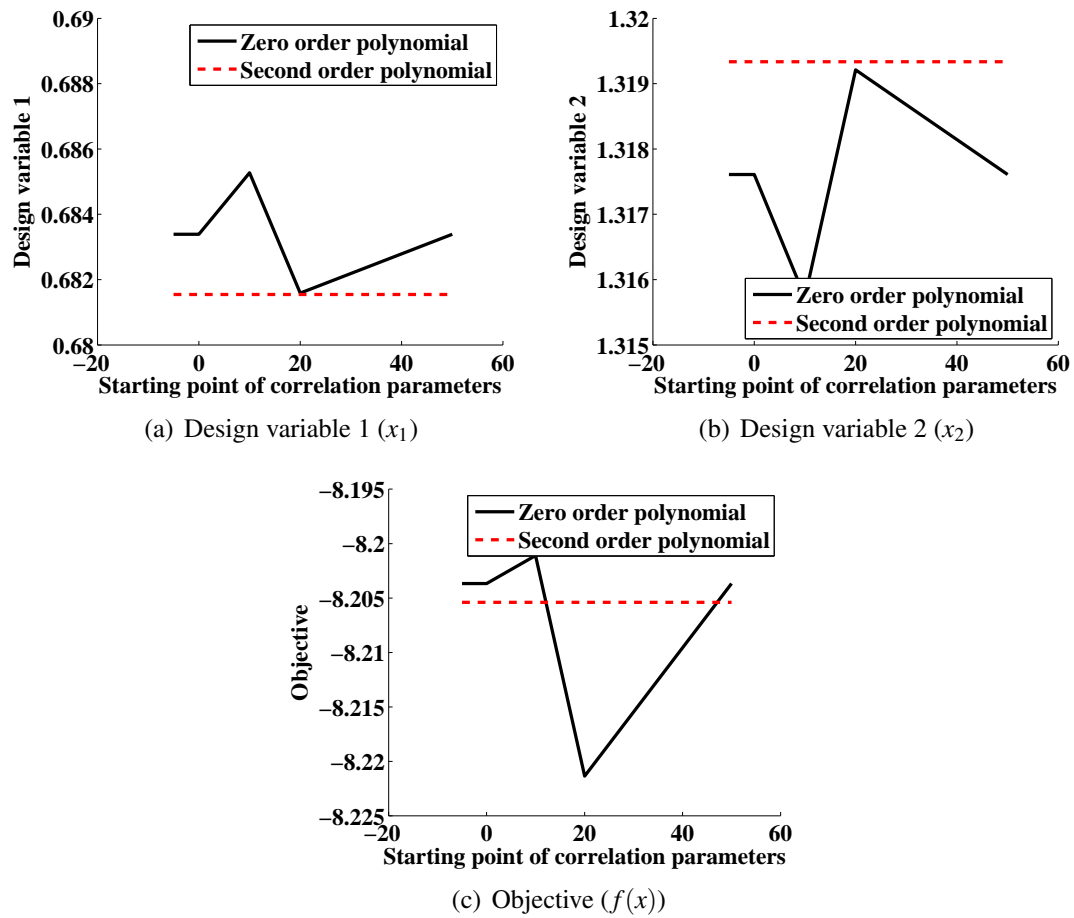 0.69
0.688
0.686
0.684
0.682
0.68
−20
0
20
40
60
Design variable 1
Starting point of correlation parameters
Zero order polynomial
Second order polynomial
(a) Design variable 1 (x₁)
1.32
1.319
1.318
1.317
1.316
1.315
−20
0
20
40
60
Design variable 2
Starting point of correlation parameters
Zero order polynomial
Second order polynomial
(b) Design variable 2 (x₂)
−8.195
−8.2
−8.205
−8.21
−8.215
−8.22
−8.225
−20
0
20
40
60
Objective
Starting point of correlation parameters
Zero order polynomial
Second order polynomial
(c) Objective (f(x))